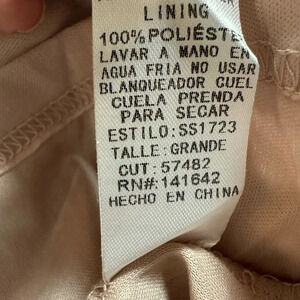 LINING
100% POLIÉSTE
LAVAR A MANO EN
AGUA FRIA NO USAR
BLANQUEADOR CUEL
CUELA PRENDA
PARA SECAR
ESTILO:SS1723
TALLE:GRANDE
CUT: 57482
RN#:141642
HECHO EN CHINA